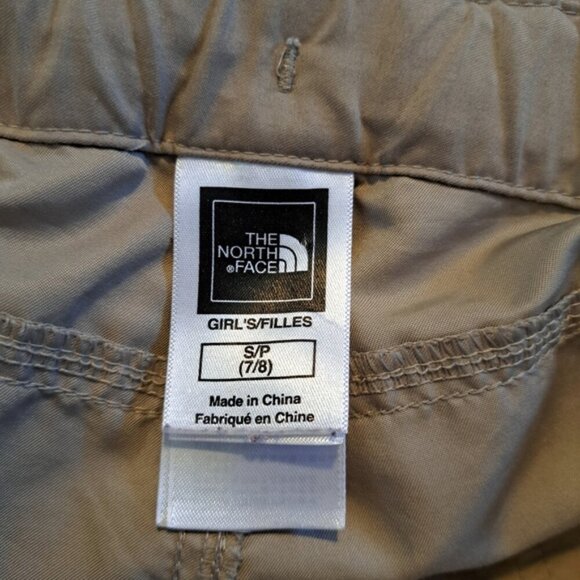 THE
NORTH
®FACE
GIRL'S/FILLES
S/P
(7/8)
Made in China
Fabriqué en Chine